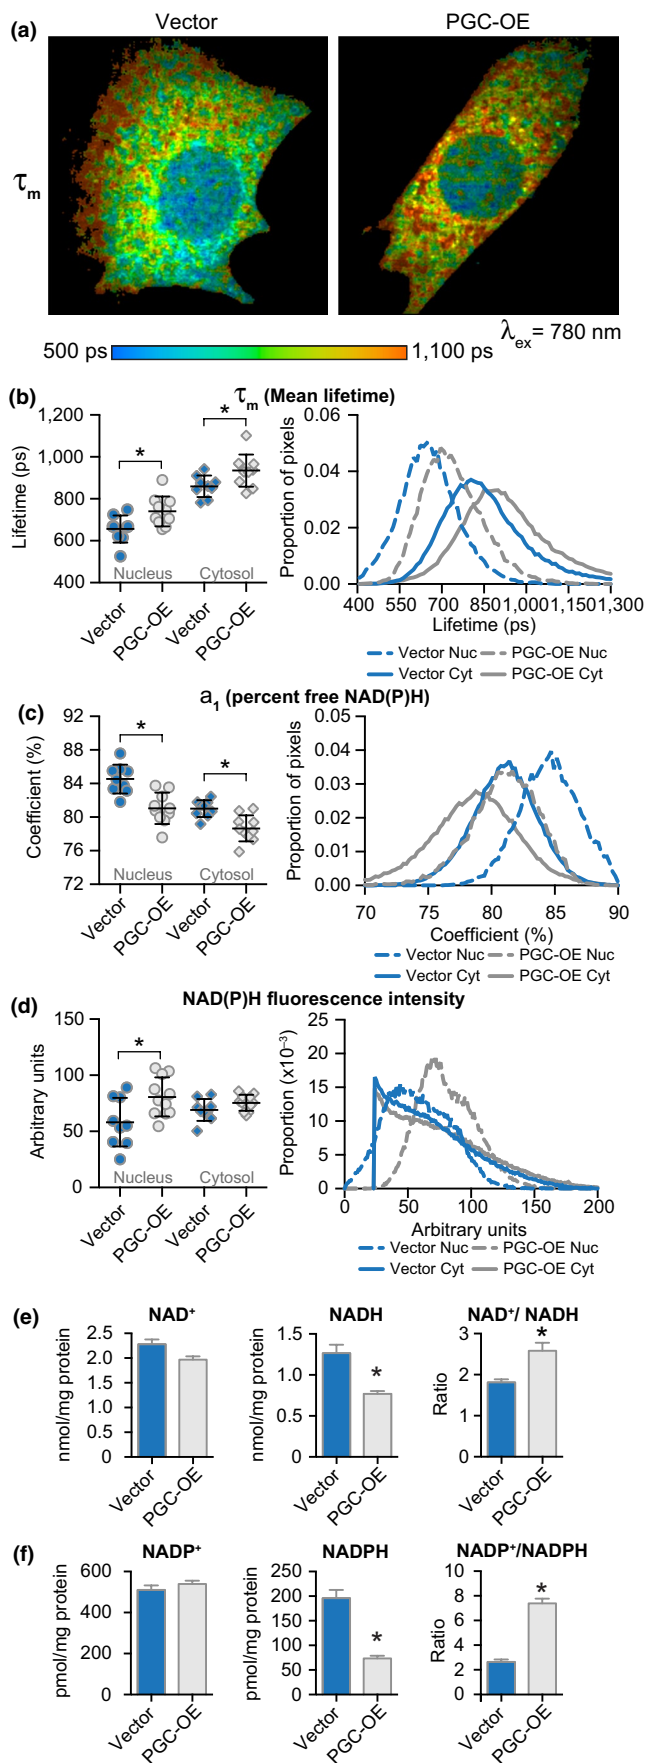 (a) Vector PGC-OE
τm
λex = 780 nm
500 ps 1,100 ps
(b) τm (Mean lifetime)
Lifetime (ps)
1,200
1,000
800
600
400
Nucleus Cytosol
Vector PGC-OE Vector PGC-OE
Proportion of pixels
0.06
0.04
0.02
0.00
400 550 700 850 1,000 1,150 1,300
Lifetime (ps)
Vector Nuc PGC-OE Nuc
Vector Cyt PGC-OE Cyt
(c) a1 (percent free NAD(P)H)
Coefficient (%)
92
88
84
80
76
72
Nucleus Cytosol
Vector PGC-OE Vector PGC-OE
Proportion of pixels
0.05
0.04
0.03
0.02
0.01
0.00
70 75 80 85 90
Coefficient (%)
Vector Nuc PGC-OE Nuc
Vector Cyt PGC-OE Cyt
(d) NAD(P)H fluorescence intensity
Arbitrary units
150
100
50
0
Nucleus Cytosol
Vector PGC-OE Vector PGC-OE
Proportion (x10⁻³)
25
20
15
10
5
0
0 50 100 150 200
Arbitrary units
Vector Nuc PGC-OE Nuc
Vector Cyt PGC-OE Cyt
(e) NAD⁺ NADH NAD⁺/ NADH
nmol/mg protein
2.5
2.0
1.5
1.0
0.5
0
Vector PGC-OE
nmol/mg protein
1.5
1.0
0.5
0
*
Vector PGC-OE
Ratio
3
2
1
0
*
Vector PGC-OE
(f) NADP⁺ NADPH NADP⁺/NADPH
pmol/mg protein
600
400
200
0
Vector PGC-OE
pmol/mg protein
250
200
150
100
50
0
*
Vector PGC-OE
Ratio
10
8
6
4
2
0
*
Vector PGC-OE